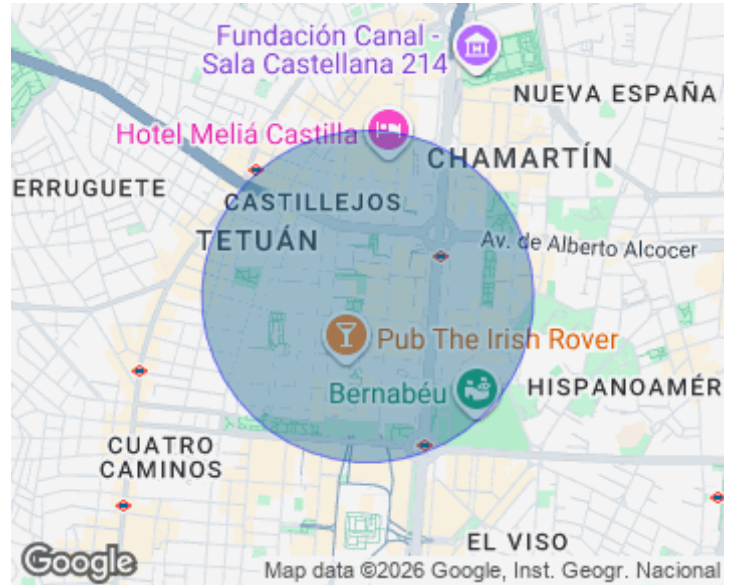 Fundación Canal -
Sala Castellana 214
NUEVA ESPAÑA
Hotel Meliá Castilla
CHAMARTÍN
ERRUGUETE
CASTILLEJOS
TETUÁN
Av. de Alberto Alcocer
Pub The Irish Rover
Bernabéu
HISPANOAMÉR
CUATRO
CAMINOS
EL VISO
Google
Map data ©2026 Google, Inst. Geogr. Nacional